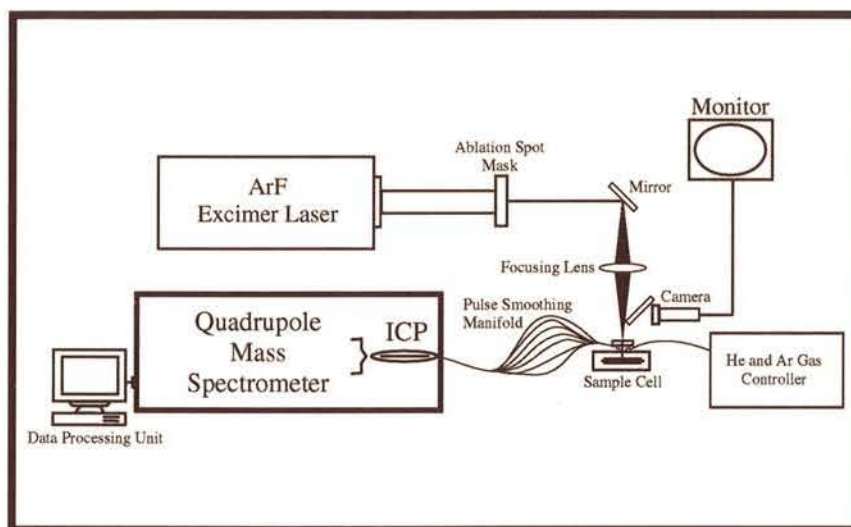 Monitor
Ablation Spot
Mask
ArF
Excimer Laser
Mirror
Focusing Lens
Camera
Pulse Smoothing
Manifold
Quadrupole
Mass
Spectrometer
ICP
He and Ar Gas
Controller
Sample Cell
Data Processing Unit